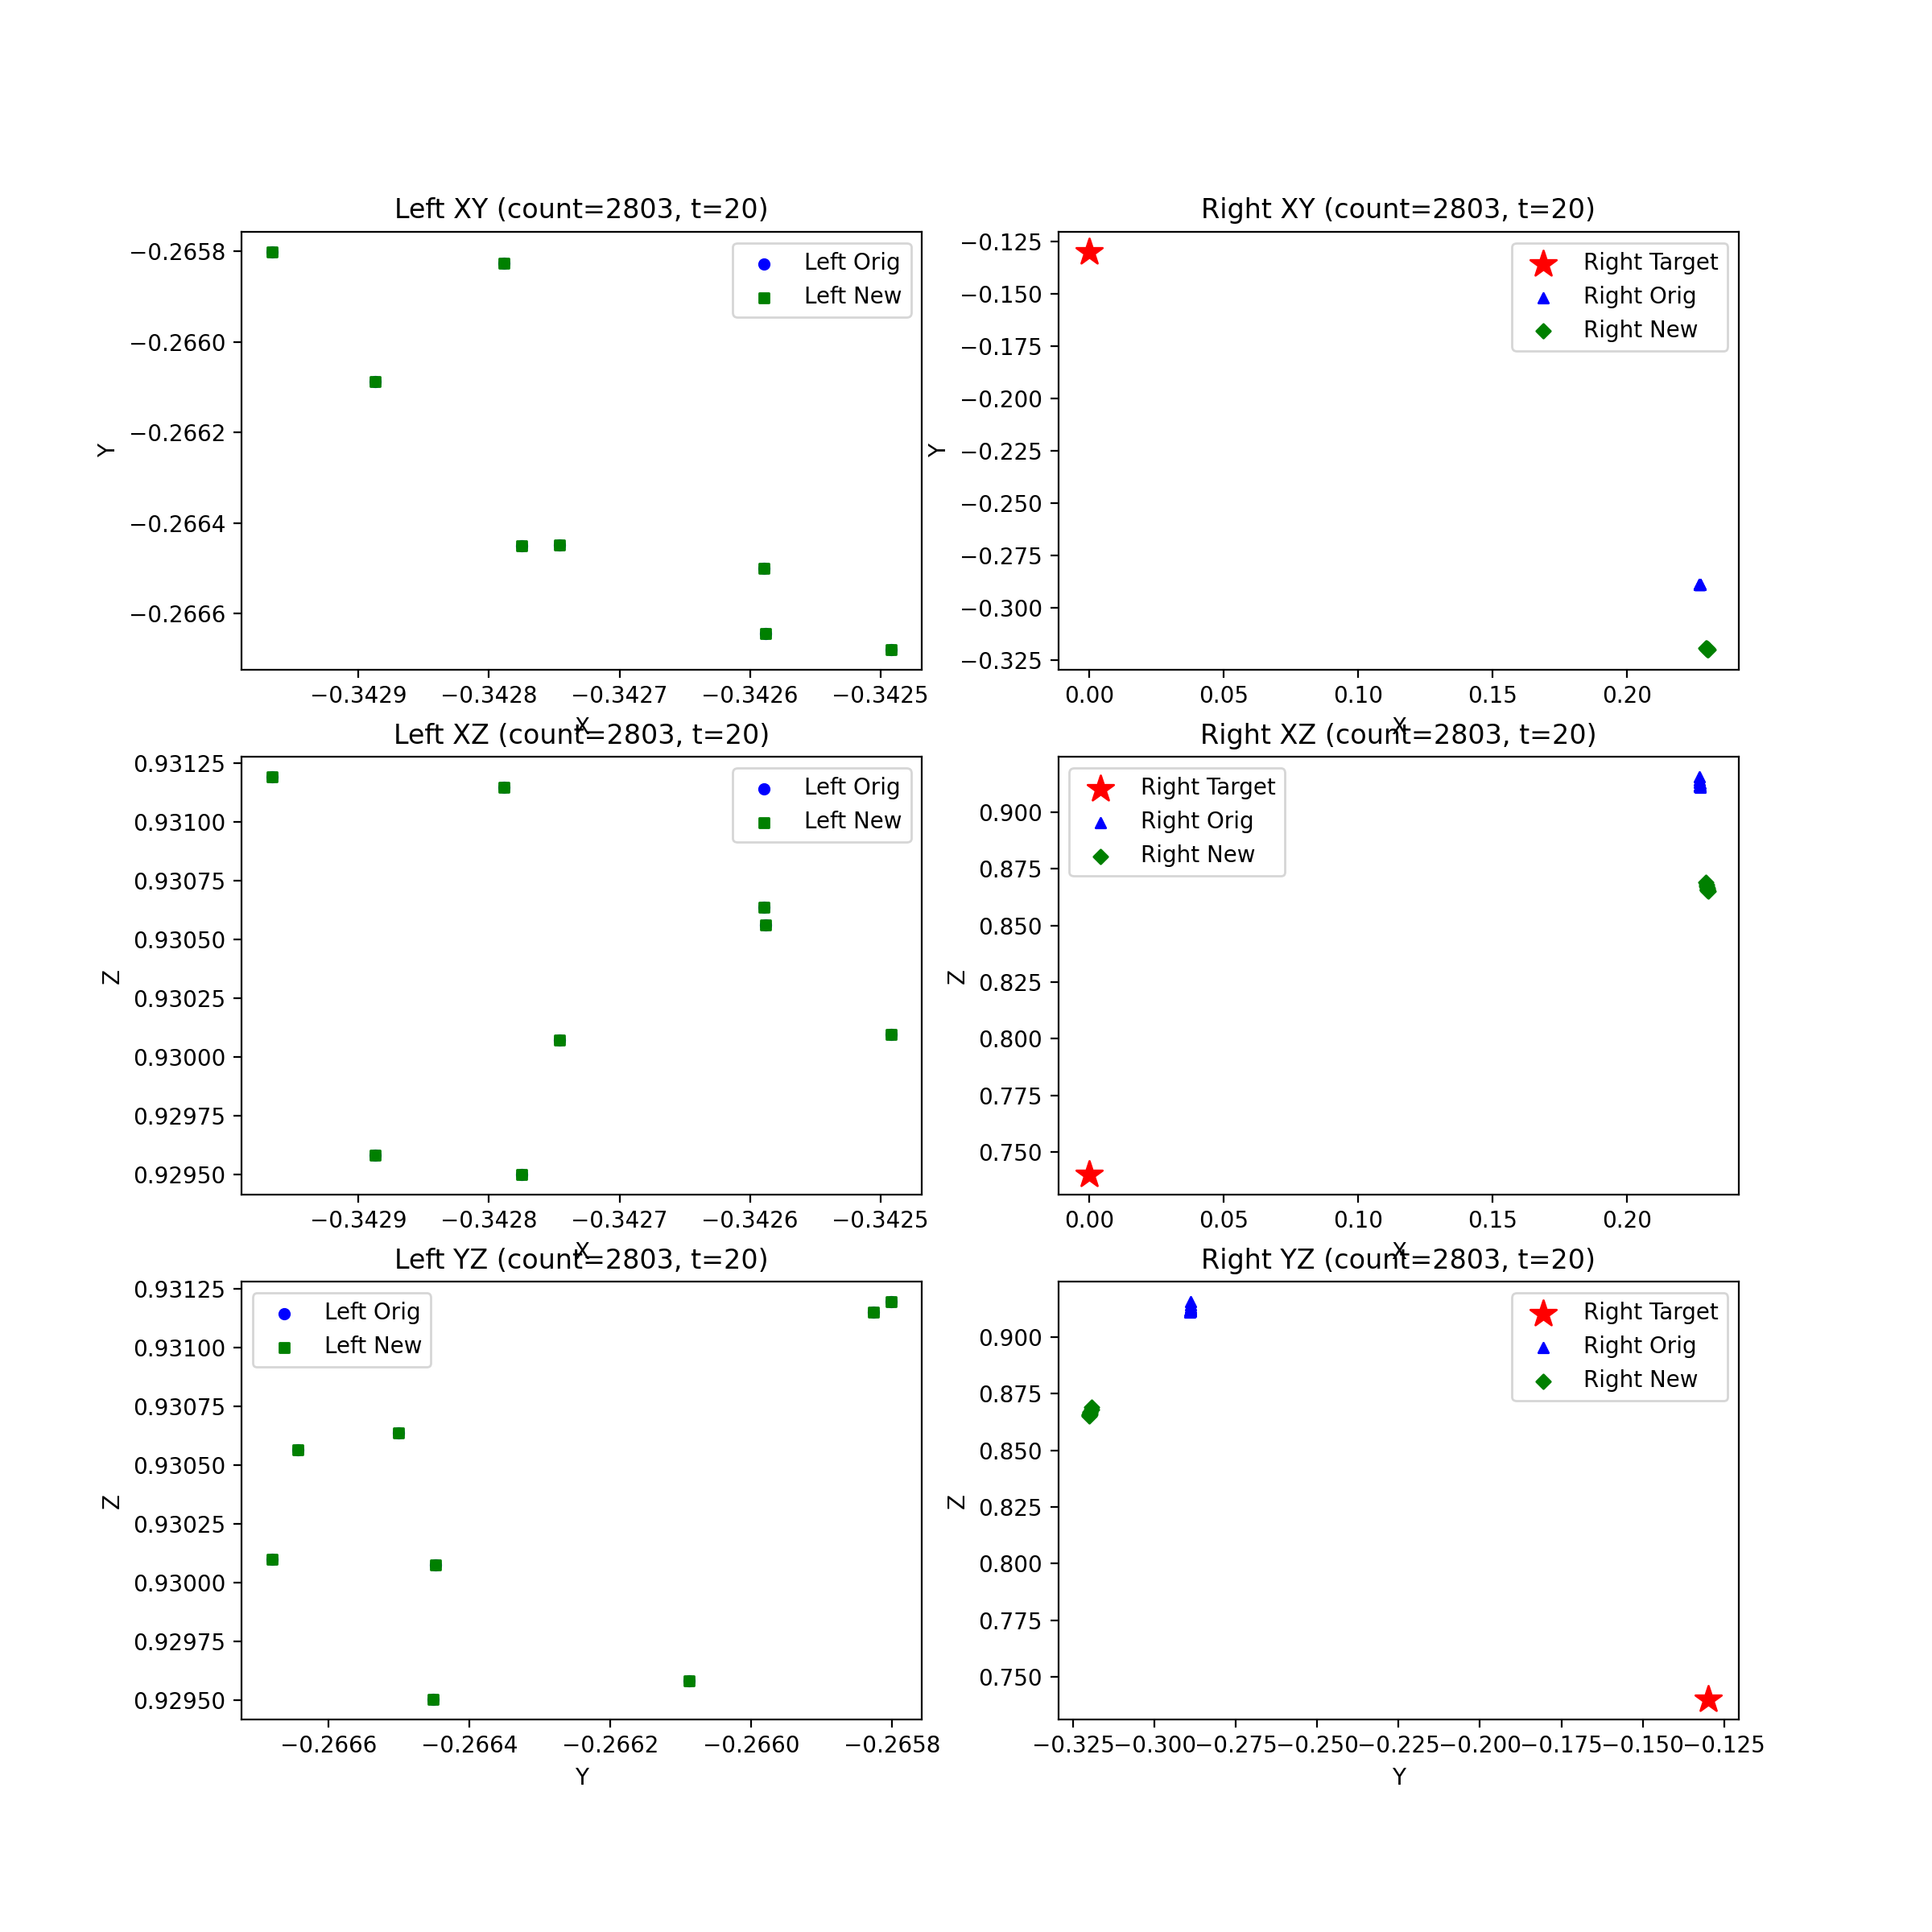 Left XY (count=2803, t=20)
Right XY (count=2803, t=20)
−0.2658
−0.2660
−0.2662
−0.2664
−0.2666
Y
Left Orig
Left New
−0.3429
−0.3428
−0.3427
−0.3426
−0.3425
X
−0.125
−0.150
−0.175
−0.200
−0.225
−0.250
−0.275
−0.300
−0.325
Y
Right Target
Right Orig
Right New
0.00
0.05
0.10
0.15
0.20
X
Left XZ (count=2803, t=20)
Right XZ (count=2803, t=20)
0.93125
0.93100
0.93075
0.93050
0.93025
0.93000
0.92975
0.92950
Z
Left Orig
Left New
−0.3429
−0.3428
−0.3427
−0.3426
−0.3425
X
0.900
0.875
0.850
0.825
0.800
0.775
0.750
Z
Right Target
Right Orig
Right New
0.00
0.05
0.10
0.15
0.20
X
Left YZ (count=2803, t=20)
Right YZ (count=2803, t=20)
0.93125
0.93100
0.93075
0.93050
0.93025
0.93000
0.92975
0.92950
Z
Left Orig
Left New
−0.2666
−0.2664
−0.2662
−0.2660
−0.2658
Y
0.900
0.875
0.850
0.825
0.800
0.775
0.750
Z
Right Target
Right Orig
Right New
−0.325
−0.300
−0.275
−0.250
−0.225
−0.200
−0.175
−0.150
−0.125
Y